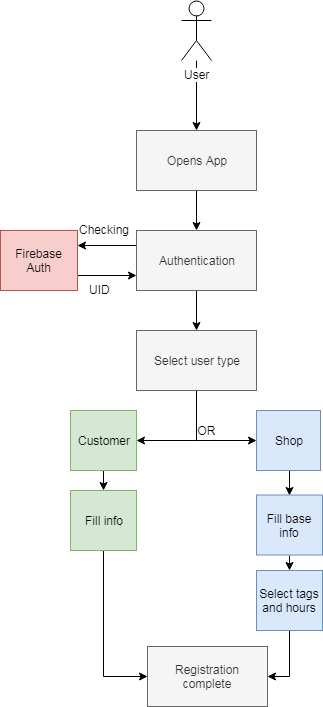 User
Opens App
Checking
Firebase
Auth
Authentication
UID
Select user type
OR
Customer
Shop
Fill info
Fill base
info
Select tags
and hours
Registration
complete